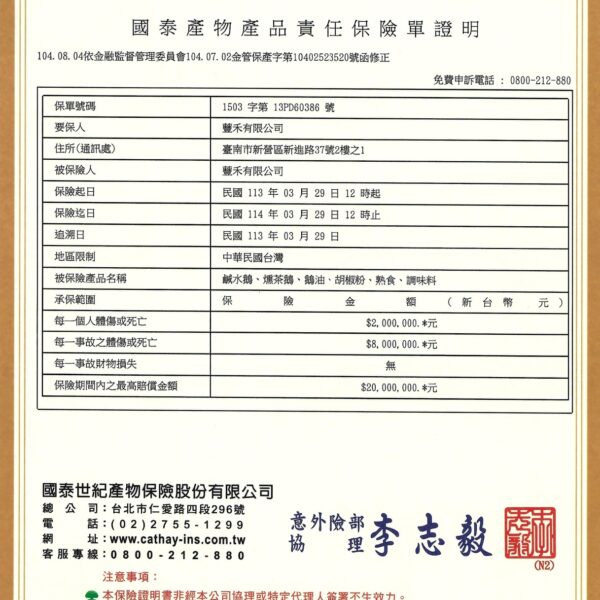 國泰產物產品責任保險單證明
104.08.04依金融監督管理委員會104.07.02金管保產字第10402523520號函修正
免費申訴電話 : 0800-212-880
保單號碼 1503 字第 13PD60386 號
要保人 豐禾有限公司
住所(通訊處) 臺南市新營區新進路37號2樓之1
被保險人 豐禾有限公司
保險起日 民國 113 年 03 月 29 日 12 時起
保險迄日 民國 114 年 03 月 29 日 12 時止
追溯日 民國 113 年 03 月 29 日
地區限制 中華民國台灣
被保險產品名稱 鹹水鵝、燻茶鵝、鵝油、胡椒粉、熟食、調味料
承保範圍 保 險 金 額 ( 新 台 幣 元 )
每一個人體傷或死亡 $2,000,000.*元
每一事故之體傷或死亡 $8,000,000.*元
每一事故財物損失 無
保險期間內之最高賠償金額 $20,000,000.*元
國泰世紀產物保險股份有限公司
總公司:台北市仁愛路四段296號
電話:(02)2755-1299
網址:www.cathay-ins.com.tw
客服專線:0800-212-880
意外險部
協理 李志毅
(N2)
注意事項:
本保險證明書非經本公司協理或特定代理人簽署不生效力。